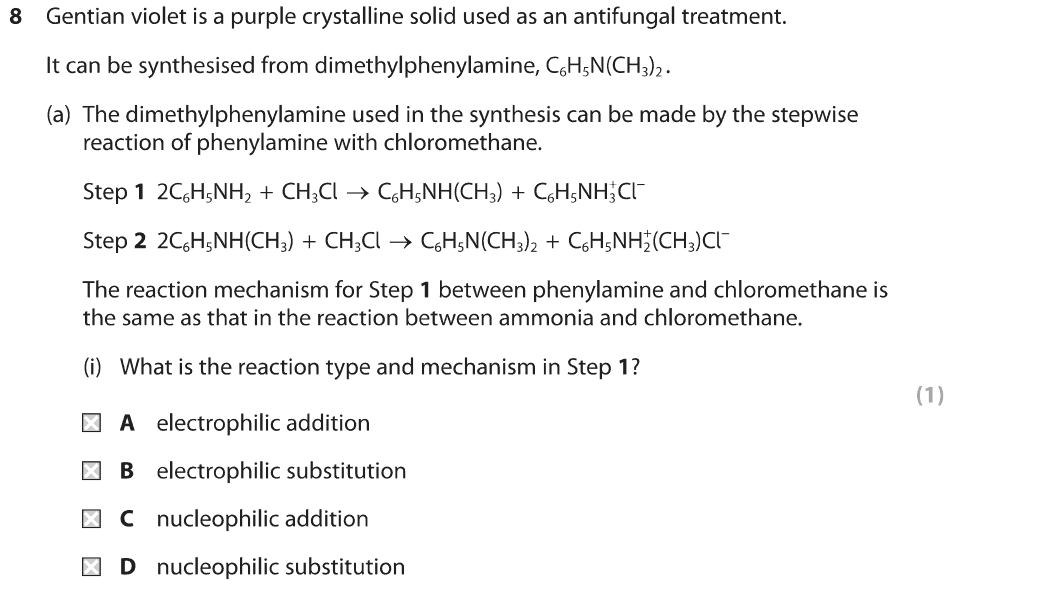 8 Gentian violet is a purple crystalline solid used as an antifungal treatment.
It can be synthesised from dimethylphenylamine, C₆H₅N(CH₃)₂.
(a) The dimethylphenylamine used in the synthesis can be made by the stepwise
reaction of phenylamine with chloromethane.
Step 1 2C₆H₅NH₂ + CH₃Cl → C₆H₅NH(CH₃) + C₆H₅NH₃⁺Cl⁻
Step 2 2C₆H₅NH(CH₃) + CH₃Cl → C₆H₅N(CH₃)₂ + C₆H₅NH₂⁺(CH₃)Cl⁻
The reaction mechanism for Step 1 between phenylamine and chloromethane is
the same as that in the reaction between ammonia and chloromethane.
(i) What is the reaction type and mechanism in Step 1?
(1)
A electrophilic addition
B electrophilic substitution
C nucleophilic addition
D nucleophilic substitution